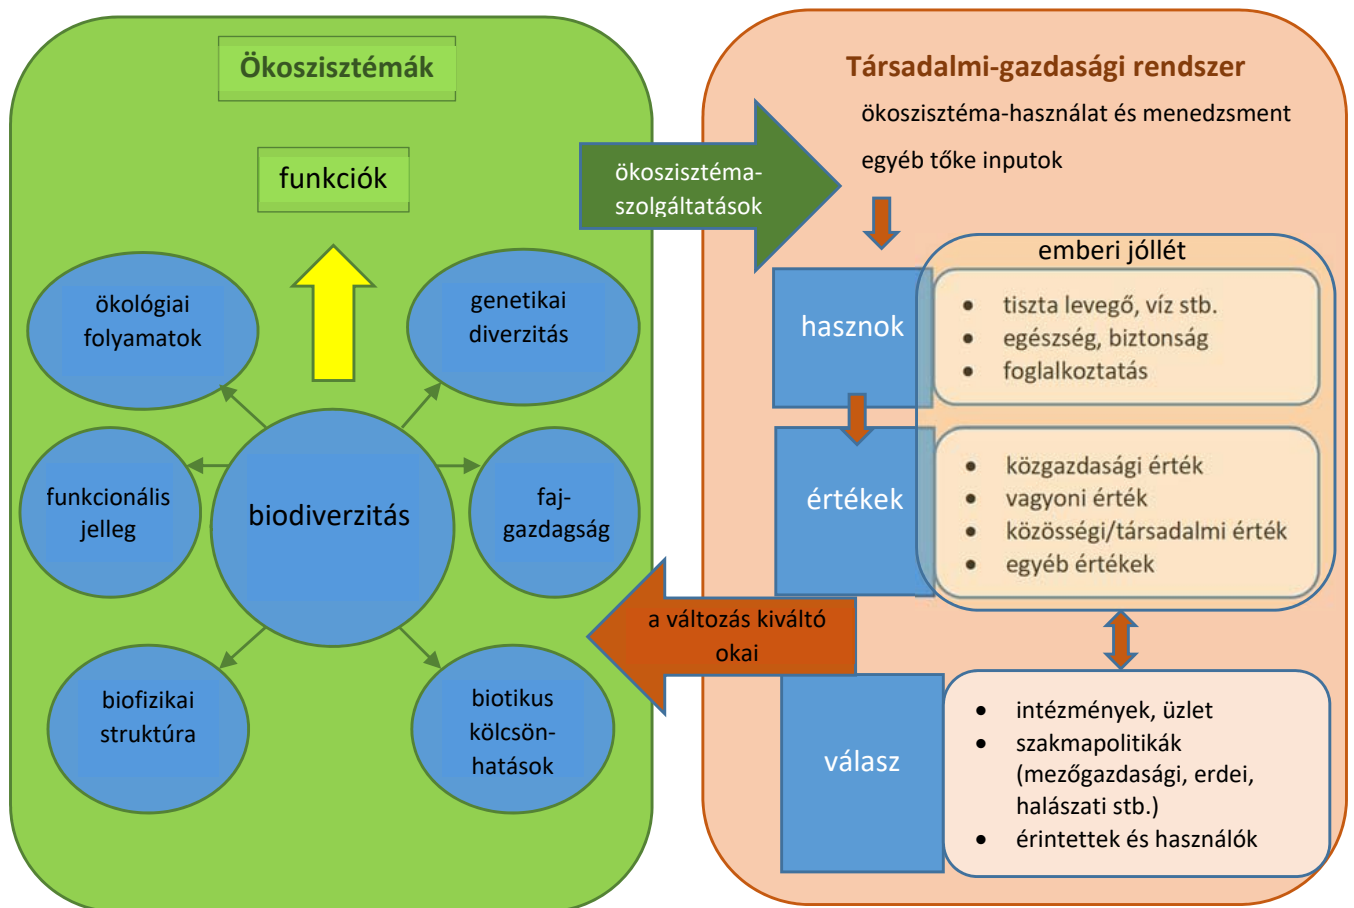 Ökoszisztémák
funkciók
ökológiai
folyamatok
genetikai
diverzitás
funkcionális
jelleg
biodiverzitás
faj-
gazdagság
biofizikai
struktúra
biotikus
kölcsön-
hatások
ökoszisztéma-
szolgáltatások
a változás kiváltó
okai
Társadalmi-gazdasági rendszer
ökoszisztéma-használat és menedzsment
egyéb tőke inputok
emberi jóllét
hasznok
• tiszta levegő, víz stb.
• egészség, biztonság
• foglalkoztatás
értékek
• közgazdasági érték
• vagyoni érték
• közösségi/társadalmi érték
• egyéb értékek
válasz
• intézmények, üzlet
• szakmapolitikák
(mezőgazdasági, erdei,
halászati stb.)
• érintettek és használók